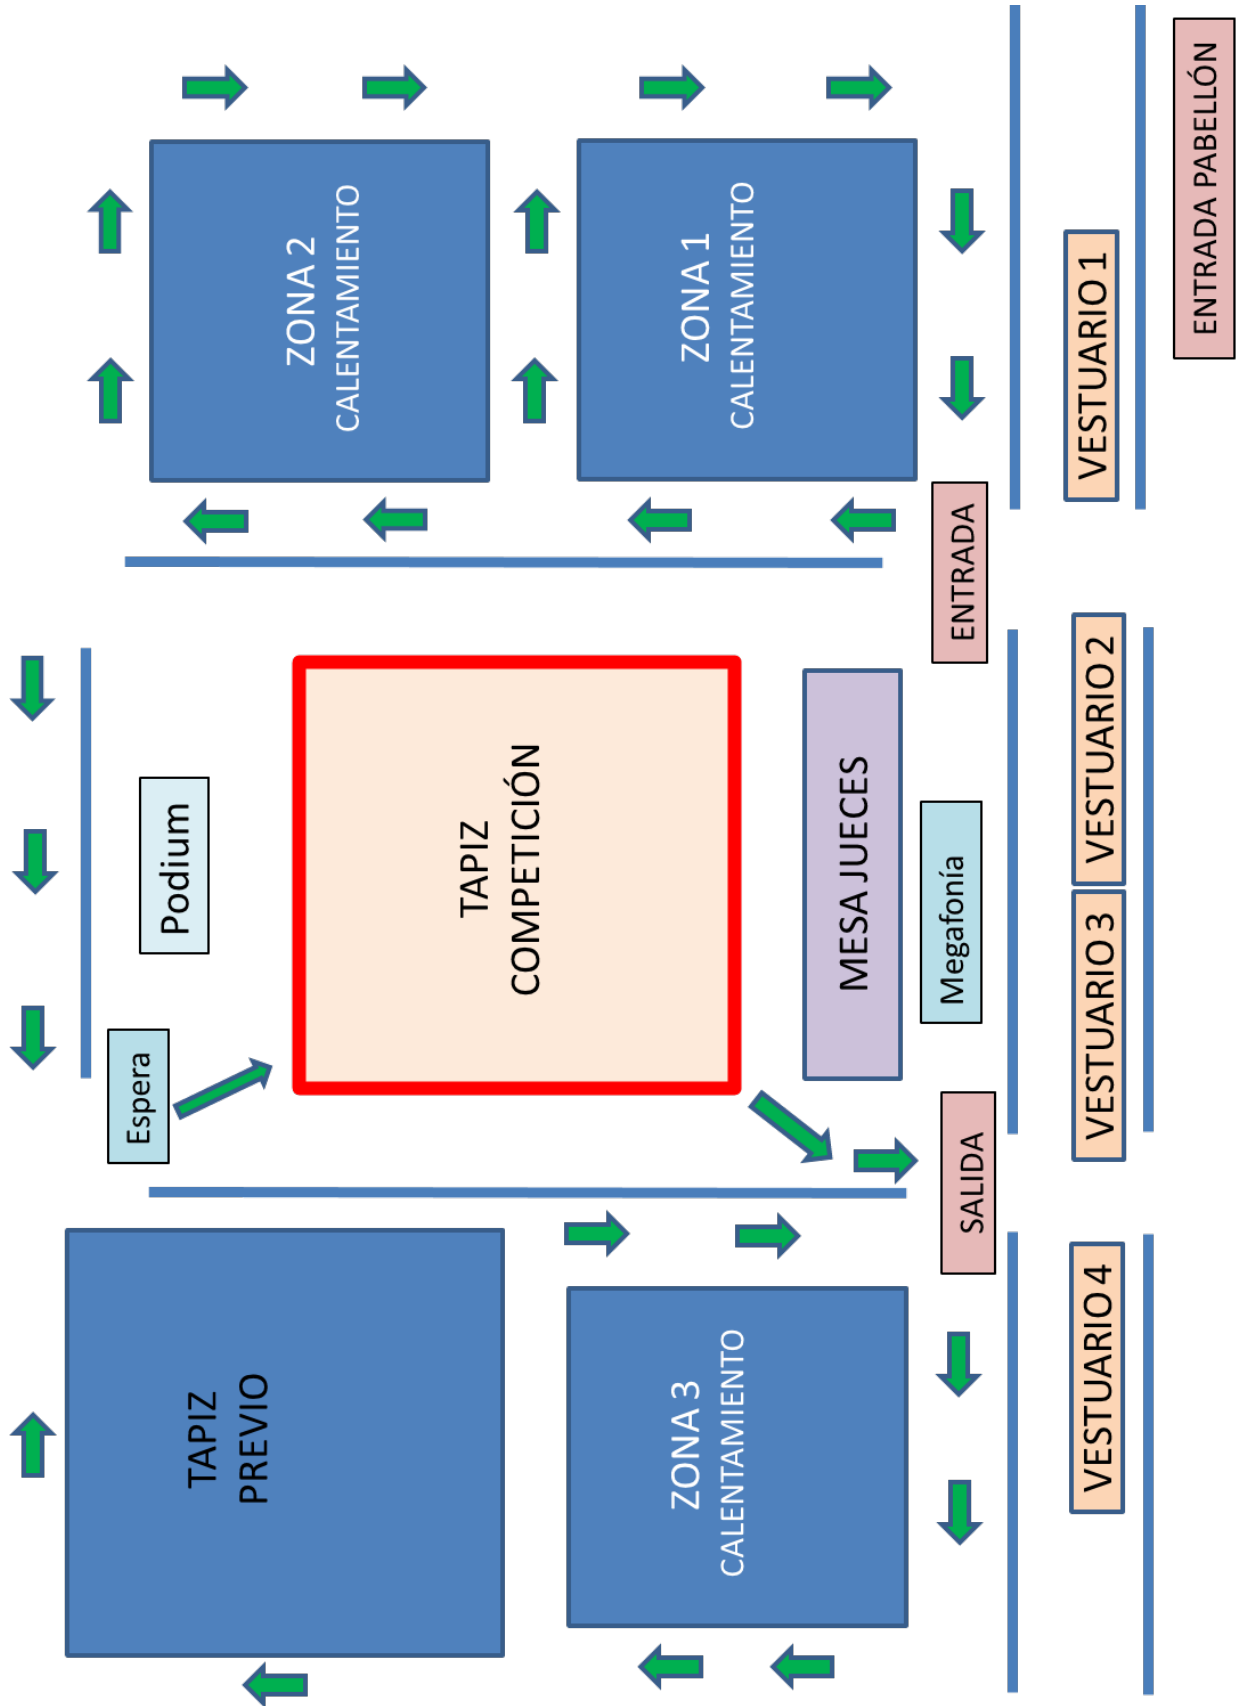 TAPIZ
PREVIO
Espera
Podium
ZONA 2
CALENTAMIENTO
TAPIZ
COMPETICIÓN
ZONA 3
CALENTAMIENTO
ZONA 1
CALENTAMIENTO
MESA JUECES
Megafonía
SALIDA
ENTRADA
VESTUARIO 4
VESTUARIO 3
VESTUARIO 2
VESTUARIO 1
ENTRADA PABELLÓN